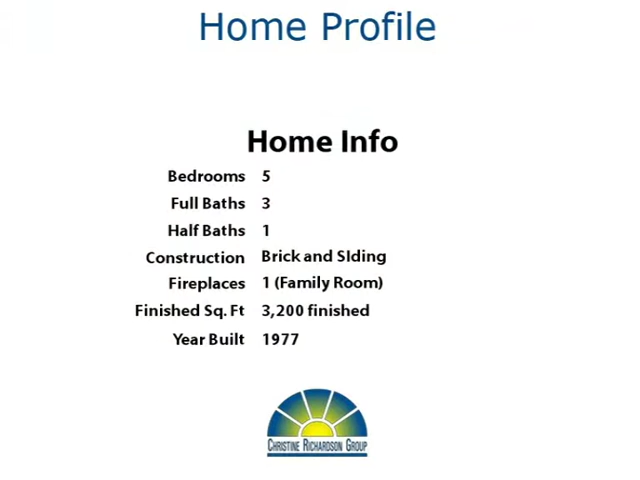 Home Profile
Home Info
Bedrooms 5
Full Baths 3
Half Baths 1
Construction Brick and SIding
Fireplaces 1 (Family Room)
Finished Sq. Ft 3,200 finished
Year Built 1977
CHRISTINE RICHARDSON GROUP